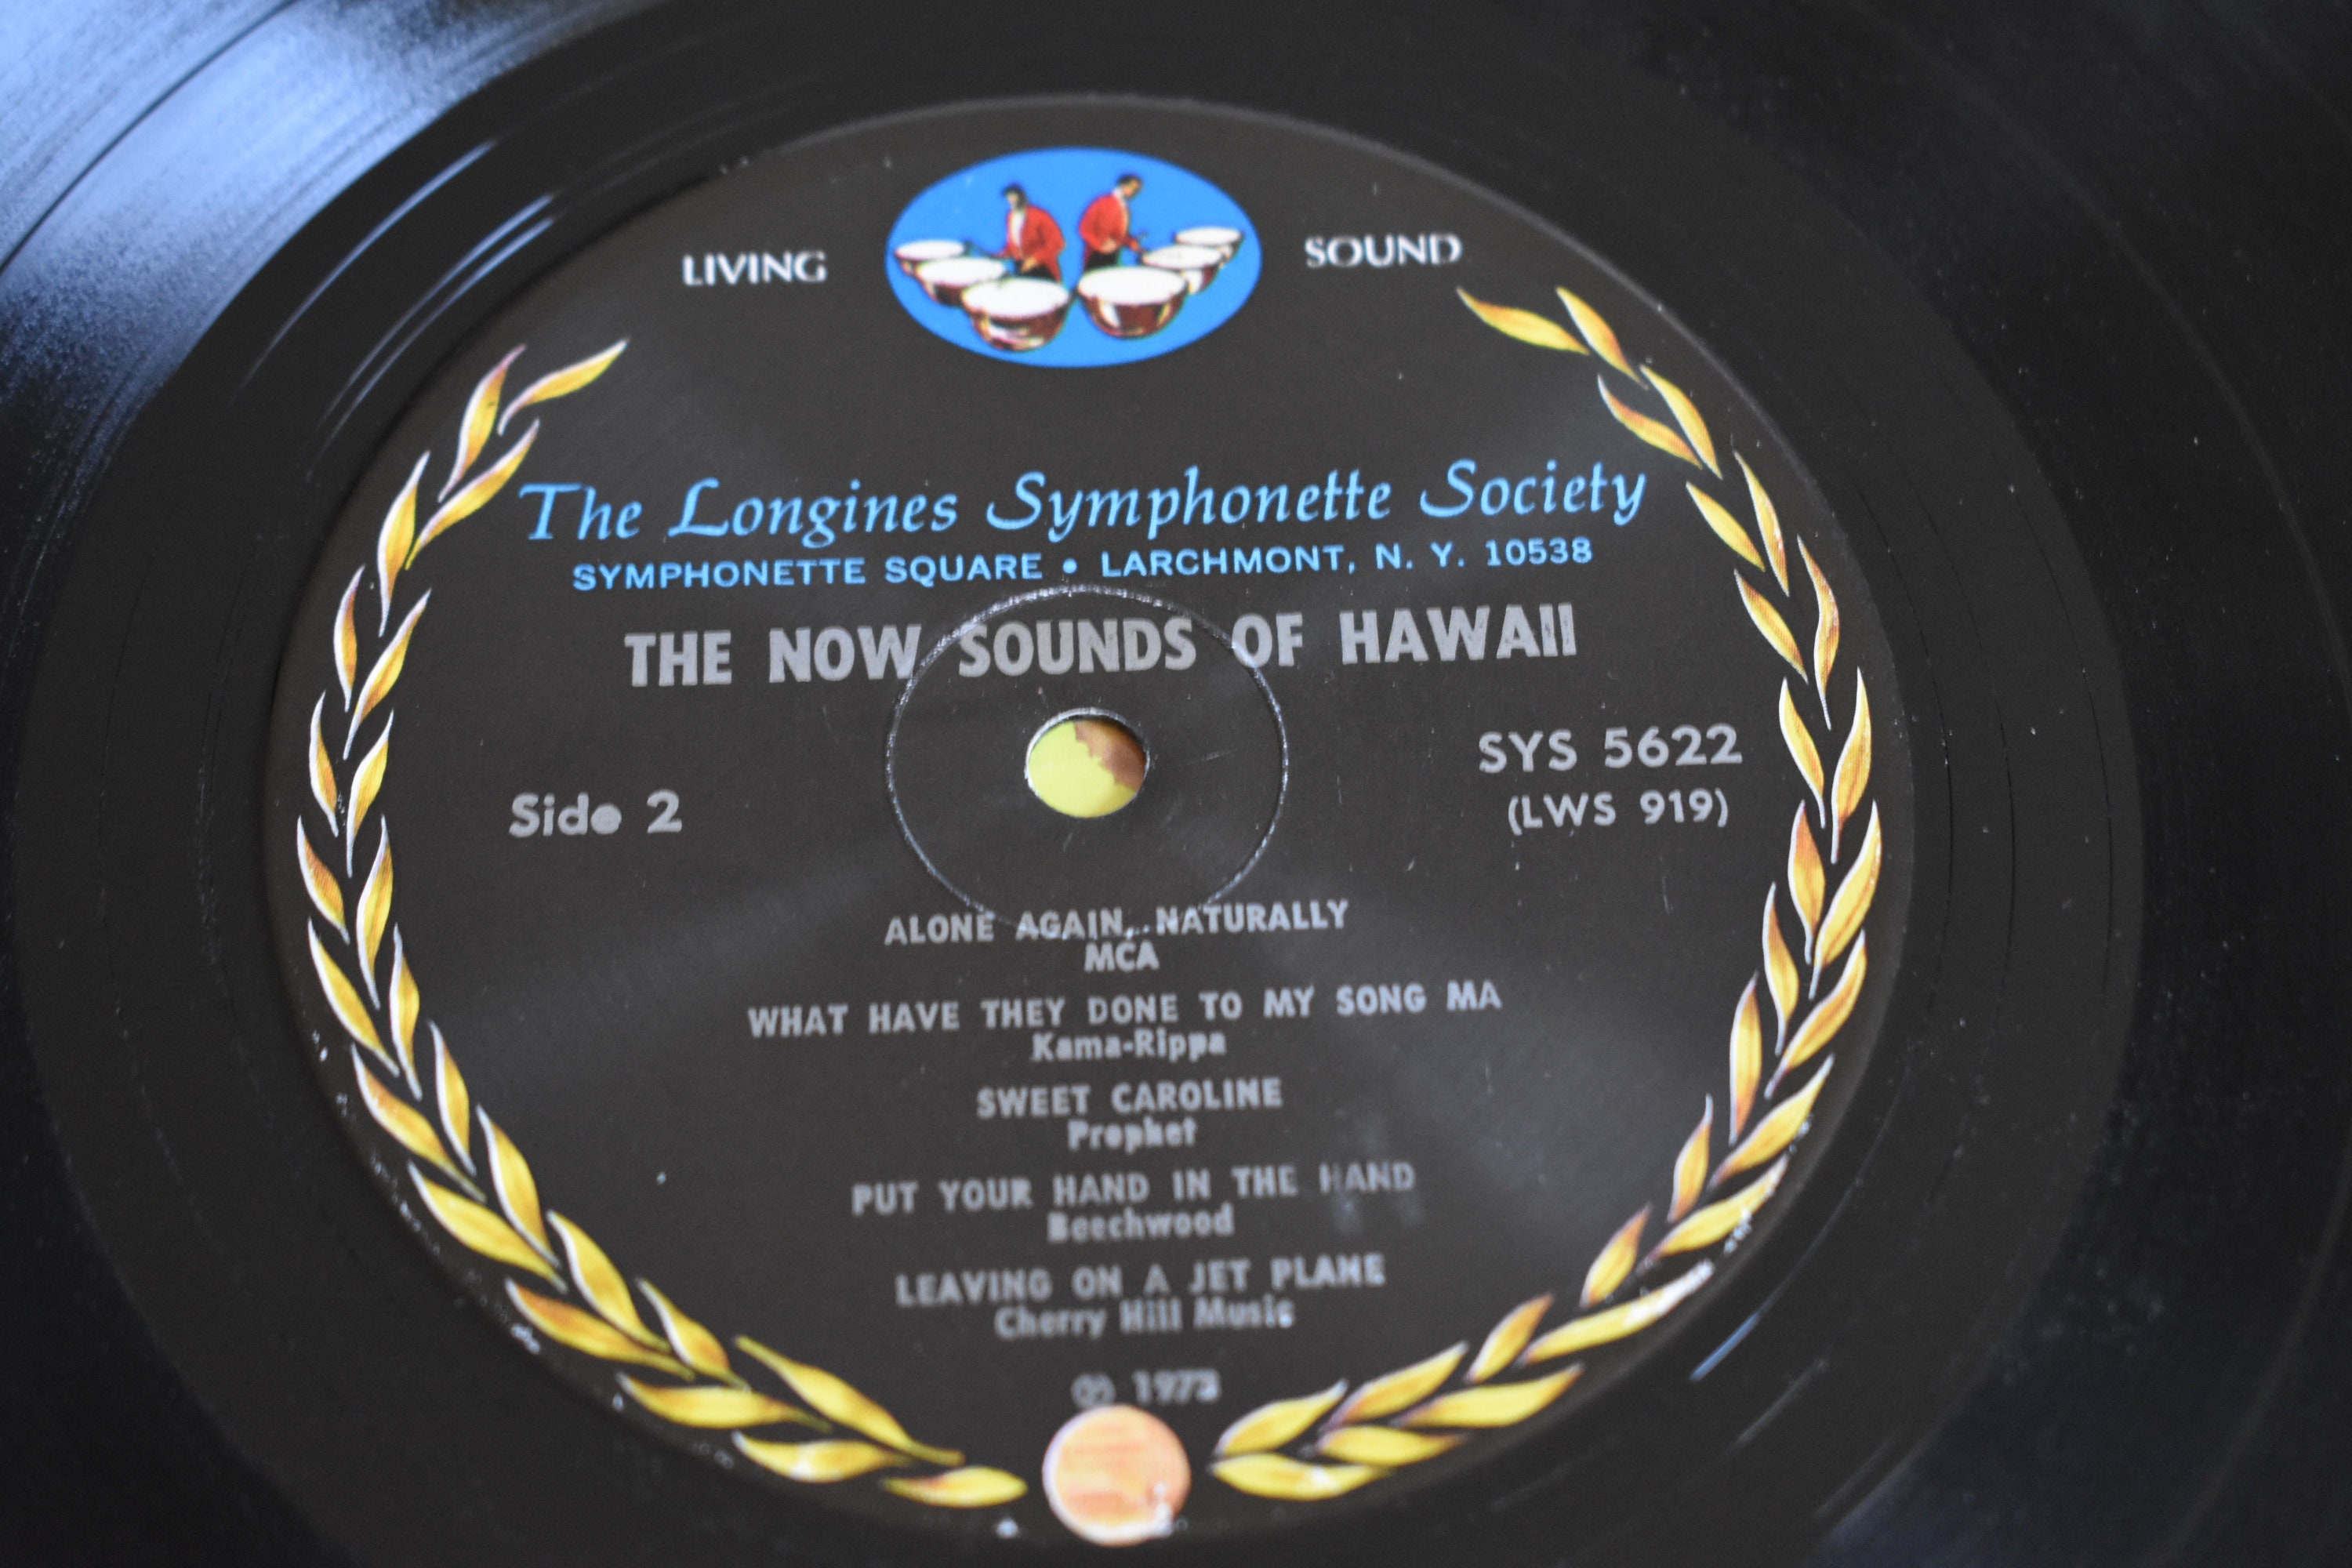 LIVING SOUND
The Longines Symphonette Society
SYMPHONETTE SQUARE • LARCHMONT, N. Y. 10538
THE NOW SOUNDS OF HAWAII
Side 2
SYS 5622
(LWS 919)
ALONE AGAIN, NATURALLY
MCA
WHAT HAVE THEY DONE TO MY SONG MA
Kama-Rippa
SWEET CAROLINE
Prophet
PUT YOUR HAND IN THE HAND
Beechwood
LEAVING ON A JET PLANE
Cherry Hill Music
℗ 1973